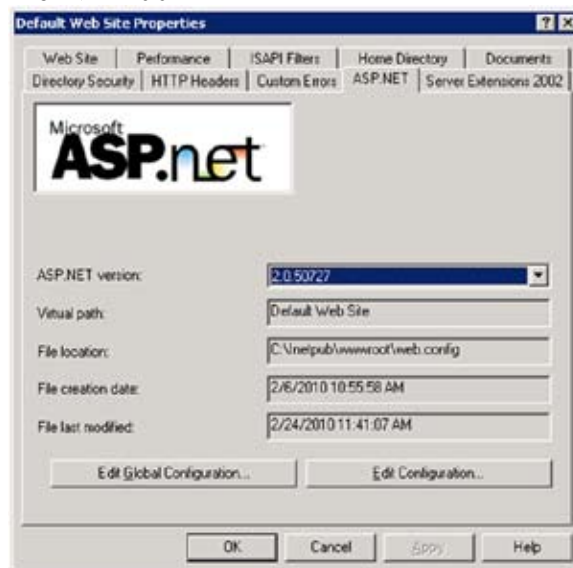 Default Web Site Properties
Web Site Performance ISAPI Filters Home Directory Documents
Directory Security HTTP Headers Custom Errors ASP.NET Server Extensions 2002
Microsoft
ASP.net
ASP.NET version: 2.0.50727
Virtual path: Default Web Site
File location: C:\Inetpub\wwwroot\web.config
File creation date: 2/6/2010 10:55:58 AM
File last modified: 2/24/2010 11:41:07 AM
Edit Global Configuration... Edit Configuration...
OK Cancel Apply Help